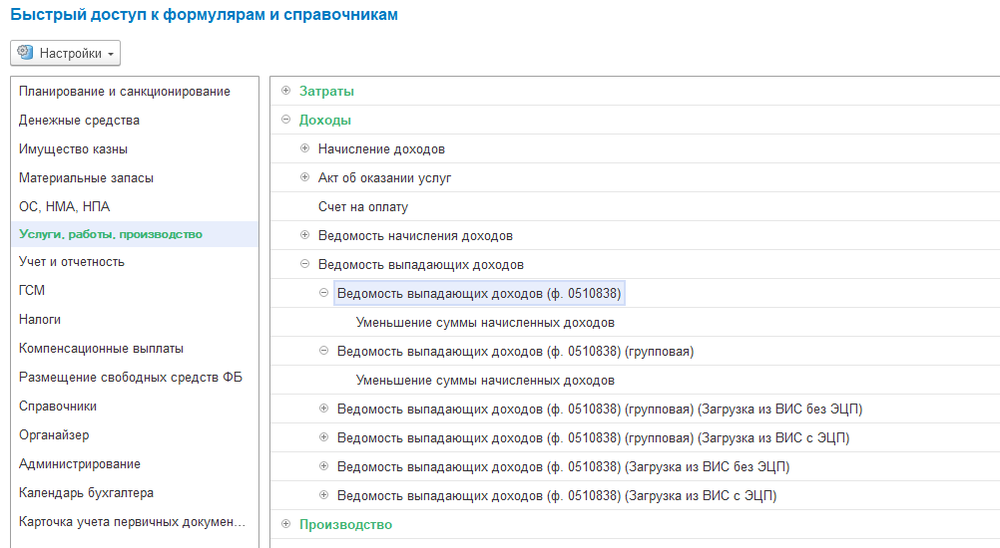 Быстрый доступ к формулярам и справочникам
Настройки
Планирование и санкционирование
Денежные средства
Имущество казны
Материальные запасы
ОС, НМА, НПА
Услуги, работы, производство
Учет и отчетность
ГСМ
Налоги
Компенсационные выплаты
Размещение свободных средств ФБ
Справочники
Органайзер
Администрирование
Календарь бухгалтера
Карточка учета первичных докумен...
Затраты
Доходы
Начисление доходов
Акт об оказании услуг
Счет на оплату
Ведомость начисления доходов
Ведомость выпадающих доходов
Ведомость выпадающих доходов (ф. 0510838)
Уменьшение суммы начисленных доходов
Ведомость выпадающих доходов (ф. 0510838) (групповая)
Уменьшение суммы начисленных доходов
Ведомость выпадающих доходов (ф. 0510838) (групповая) (Загрузка из ВИС без ЭЦП)
Ведомость выпадающих доходов (ф. 0510838) (групповая) (Загрузка из ВИС с ЭЦП)
Ведомость выпадающих доходов (ф. 0510838) (Загрузка из ВИС без ЭЦП)
Ведомость выпадающих доходов (ф. 0510838) (Загрузка из ВИС с ЭЦП)
Производство